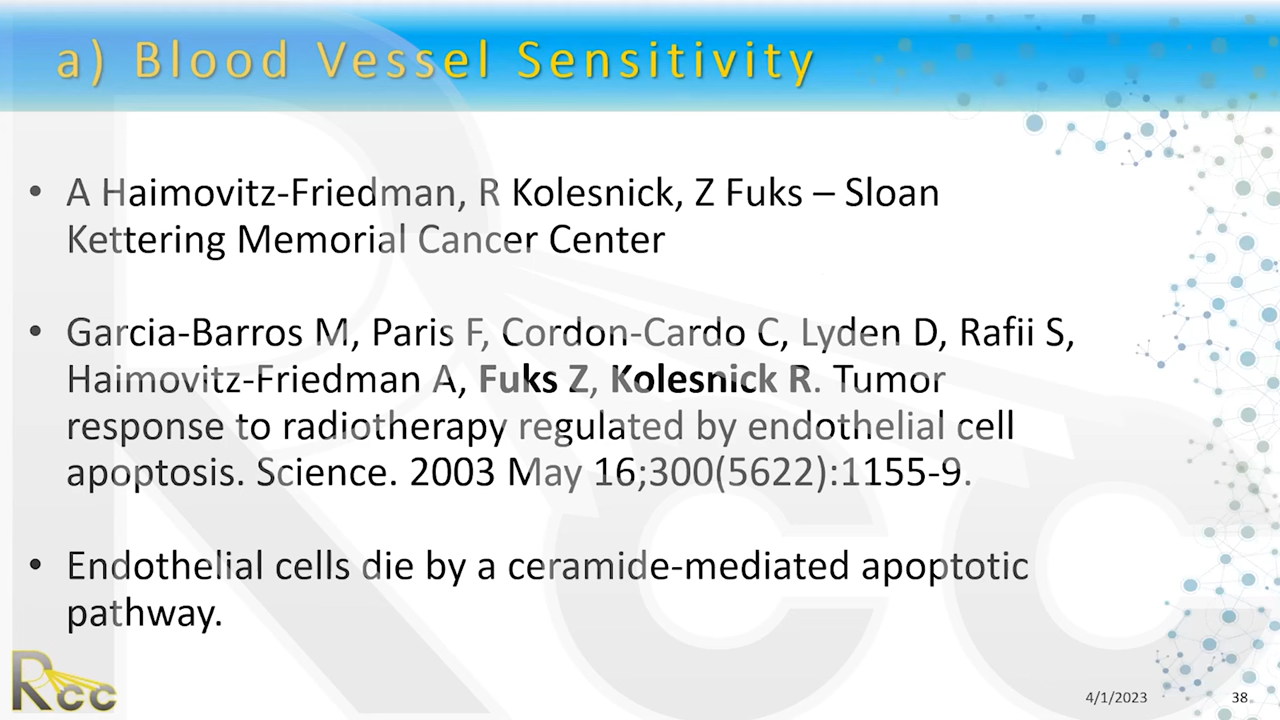 a) Blood Vessel Sensitivity
• A Haimovitz-Friedman, R Kolesnick, Z Fuks – Sloan
Kettering Memorial Cancer Center
• Garcia-Barros M, Paris F, Cordon-Cardo C, Lyden D, Rafii S,
Haimovitz-Friedman A, Fuks Z, Kolesnick R. Tumor
response to radiotherapy regulated by endothelial cell
apoptosis. Science. 2003 May 16;300(5622):1155-9.
• Endothelial cells die by a ceramide-mediated apoptotic
pathway.
Rcc
4/1/2023 38